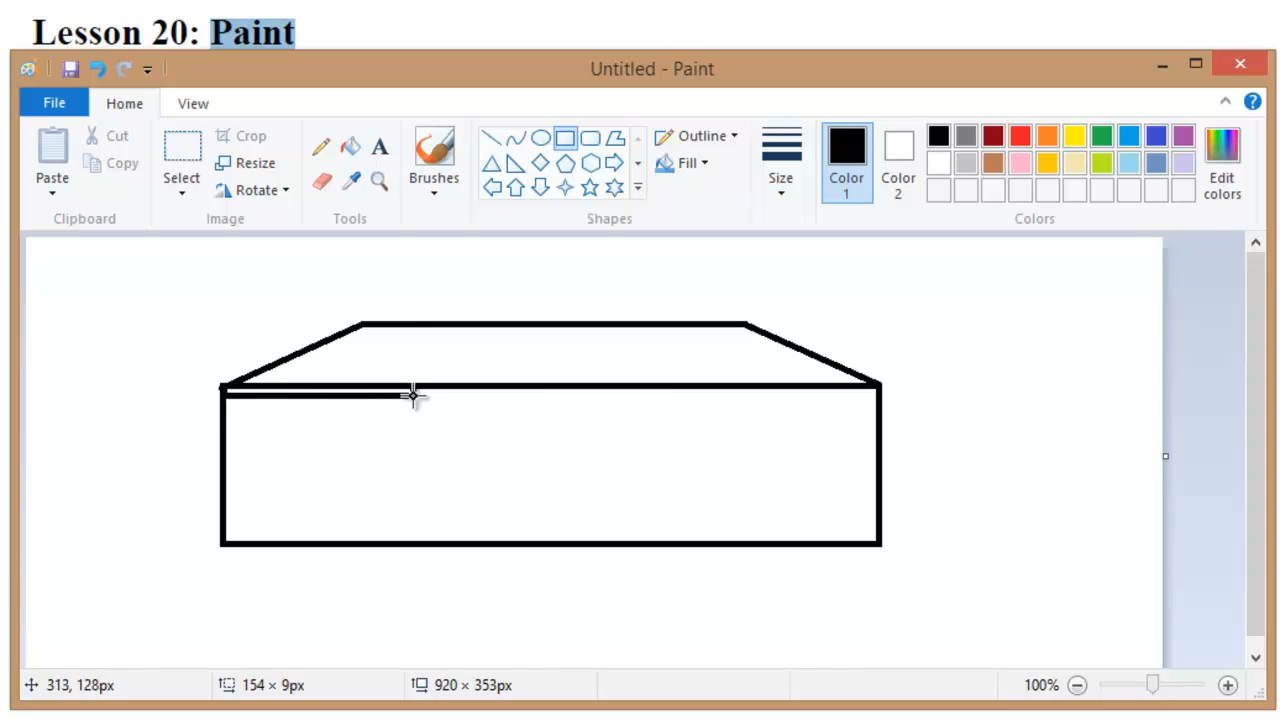 Lesson 20: Paint
Untitled - Paint
File Home View
Paste
Cut
Copy
Clipboard
Select
Crop
Resize
Rotate
Image
A
Tools
Brushes
Outline
Fill
Shapes
Size
Color 1
Color 2
Edit colors
Colors
313, 128px 154 × 9px 920 × 353px 100%